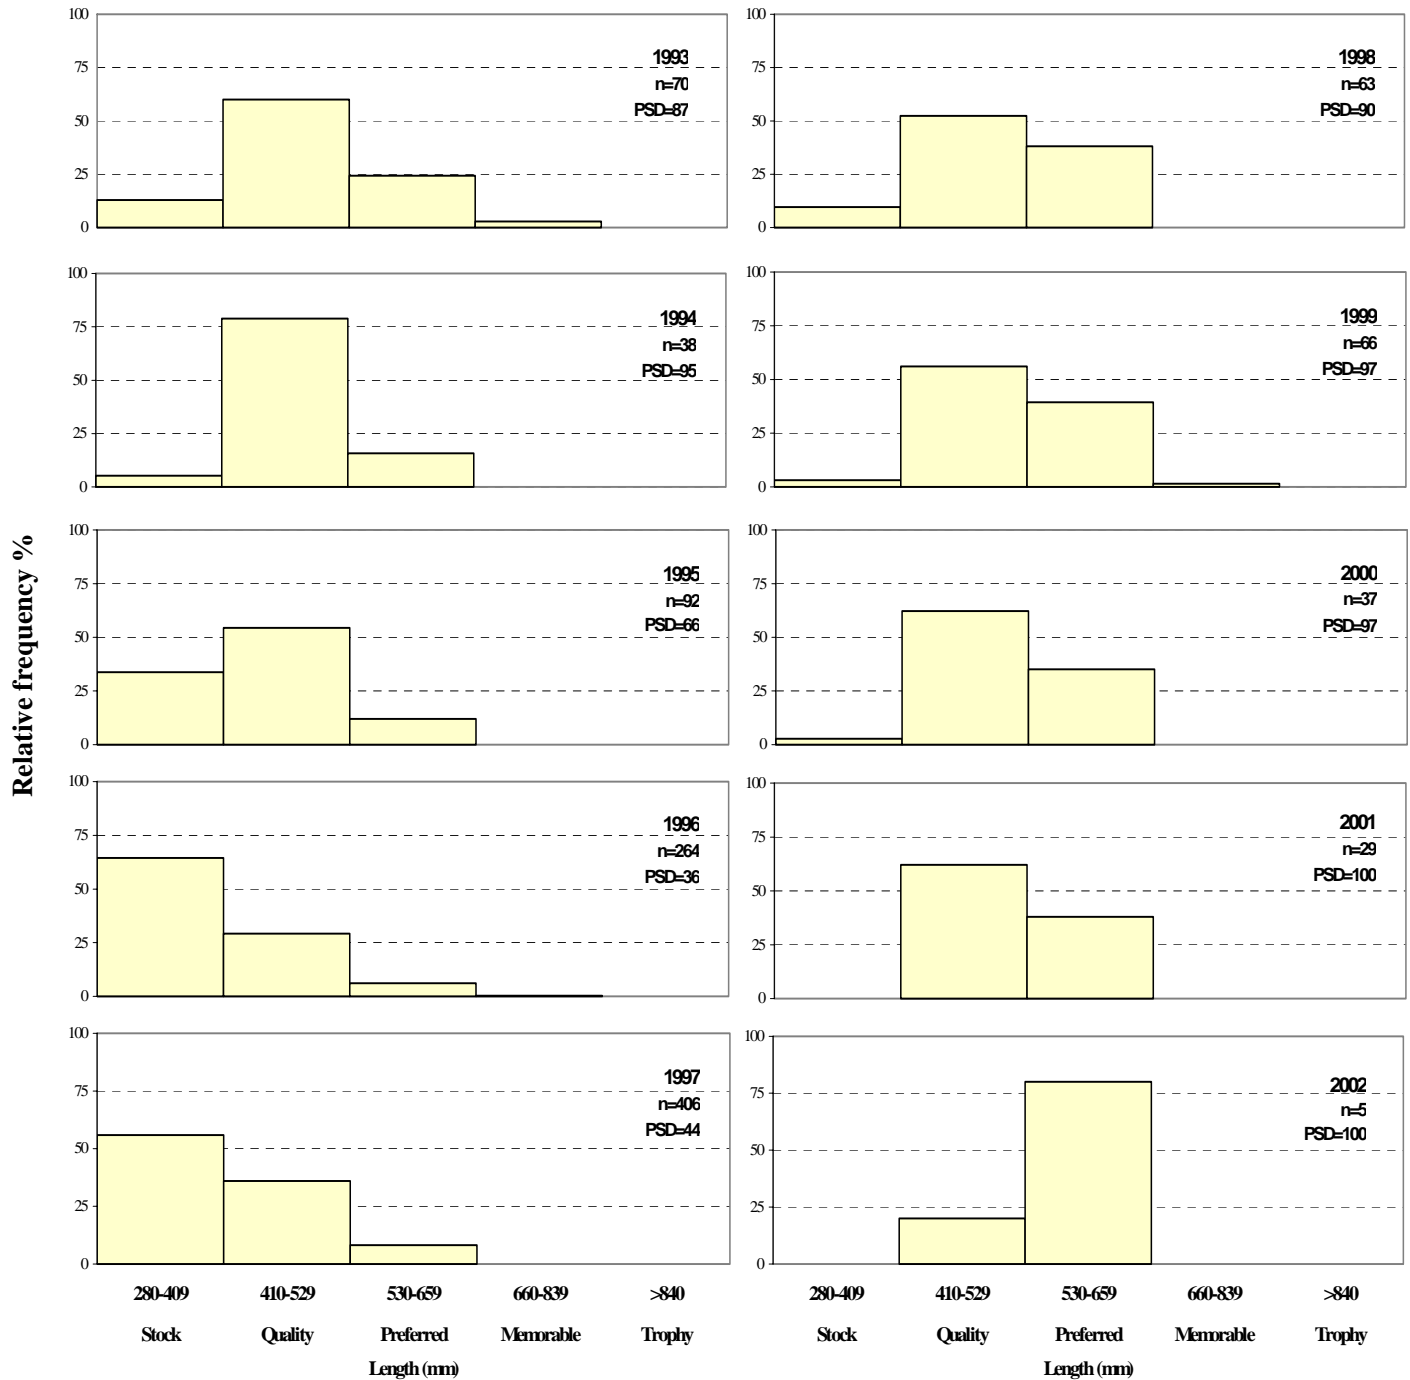 Relative frequency %
100
75
50
25
0
1993
n=70
PSD=87
100
75
50
25
0
1994
n=38
PSD=95
100
75
50
25
0
1995
n=92
PSD=66
100
75
50
25
0
1996
n=264
PSD=36
100
75
50
25
0
1997
n=406
PSD=44
280-409 410-529 530-659 660-839 >840
Stock Quality Preferred Memorable Trophy
Length (mm)
100
75
50
25
0
1998
n=63
PSD=90
100
75
50
25
0
1999
n=66
PSD=97
100
75
50
25
0
2000
n=37
PSD=97
100
75
50
25
0
2001
n=29
PSD=100
100
75
50
25
0
2002
n=5
PSD=100
280-409 410-529 530-659 660-839 >840
Stock Quality Preferred Memorable Trophy
Length (mm)